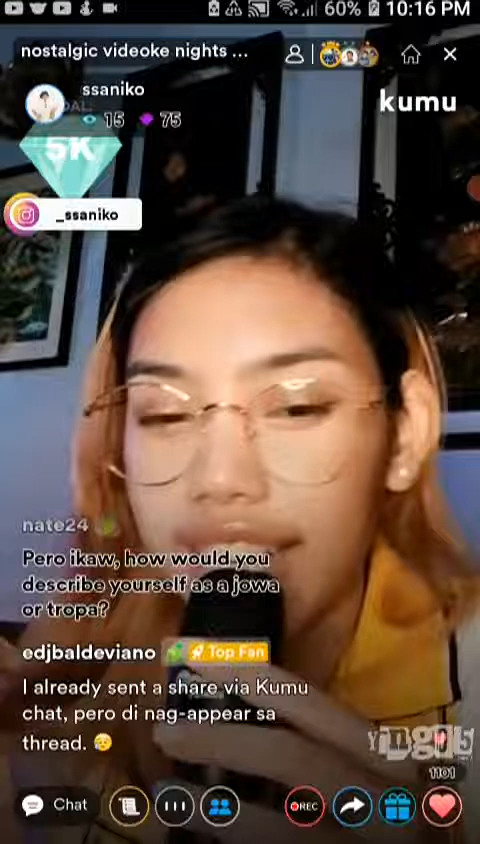 60% 10:16 PM
nostalgic videoke nights ...
ssaniko
15 75
kumu
5K
_ssaniko
nate24
Pero ikaw, how would you
describe yourself as a jowa
or tropa?
edjbaldeviano Top Fan
I already sent a share via Kumu
chat, pero di nag-appear sa
thread. 😥
1101
Chat
REC